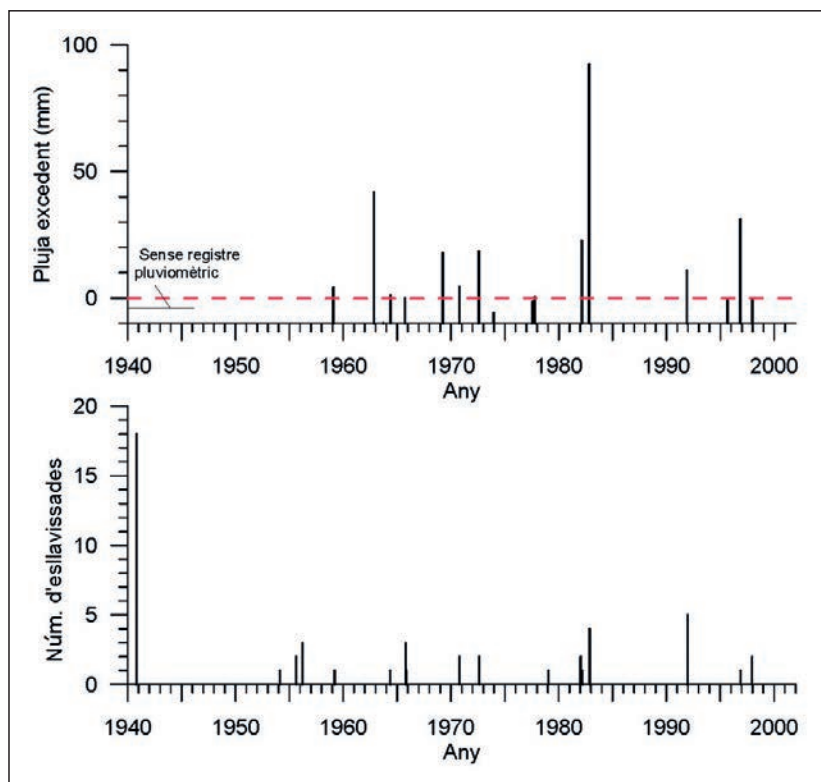 100
Pluja excedent (mm)
50
Sense registre
pluviomètric
0
1940 1950 1960 1970 1980 1990 2000
Any
20
15
Núm. d'esllavissades
10
5
0
1940 1950 1960 1970 1980 1990 2000
Any